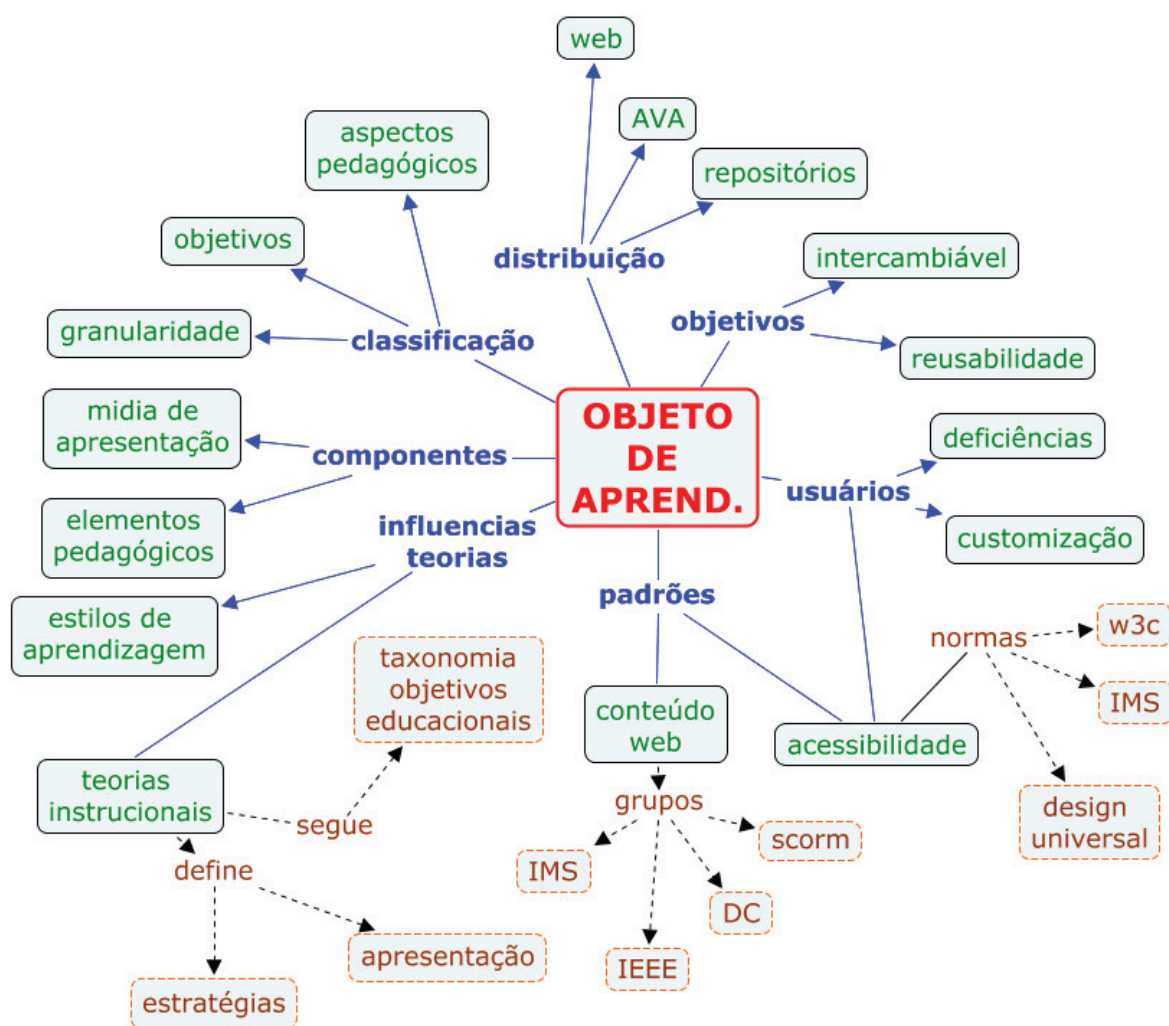 web
AVA
aspectos
pedagógicos
repositórios
objetivos
distribuição
intercambiável
granularidade
classificação
objetivos
reusabilidade
midia de
apresentação
OBJETO
DE
APREND.
deficiências
componentes
usuários
elementos
pedagógicos
influencias
teorias
customização
estilos de
aprendizagem
padrões
taxonomia
objetivos
educacionais
normas
w3c
IMS
conteúdo
web
acessibilidade
teorias
instrucionais
segue
grupos
design
universal
define
IMS
scorm
DC
apresentação
IEEE
estratégias